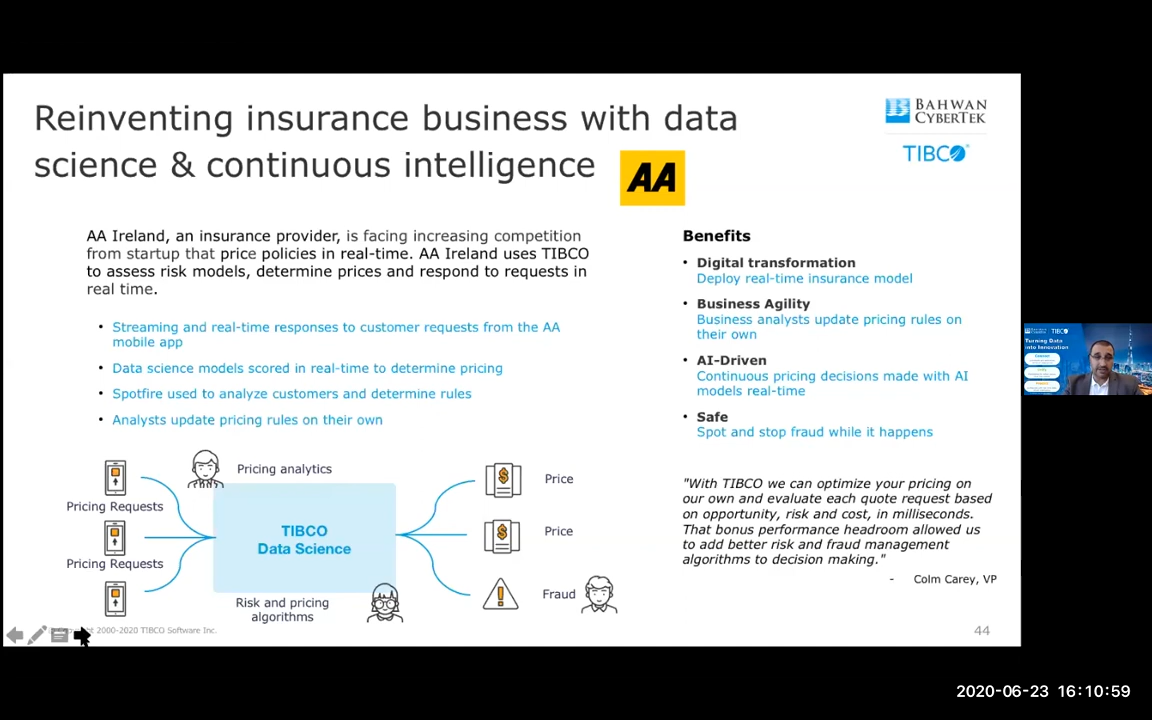 Reinventing insurance business with data
science & continuous intelligence
AA
BAHWAN
CYBERTEK
TIBCO
AA Ireland, an insurance provider, is facing increasing competition
from startup that price policies in real-time. AA Ireland uses TIBCO
to assess risk models, determine prices and respond to requests in
real time.
• Streaming and real-time responses to customer requests from the AA
mobile app
• Data science models scored in real-time to determine pricing
• Spotfire used to analyze customers and determine rules
• Analysts update pricing rules on their own
Pricing analytics
Pricing Requests
Pricing Requests
TIBCO
Data Science
Risk and pricing
algorithms
Price
Price
Fraud
Benefits
• Digital transformation
Deploy real-time insurance model
• Business Agility
Business analysts update pricing rules on
their own
• AI-Driven
Continuous pricing decisions made with AI
models real-time
• Safe
Spot and stop fraud while it happens
"With TIBCO we can optimize your pricing on
our own and evaluate each quote request based
on opportunity, risk and cost, in milliseconds.
That bonus performance headroom allowed us
to add better risk and fraud management
algorithms to decision making."
- Colm Carey, VP
2000-2020 TIBCO Software Inc.
44
TIBCO
Turning Data
into Innovation
2020-06-23 16:10:59